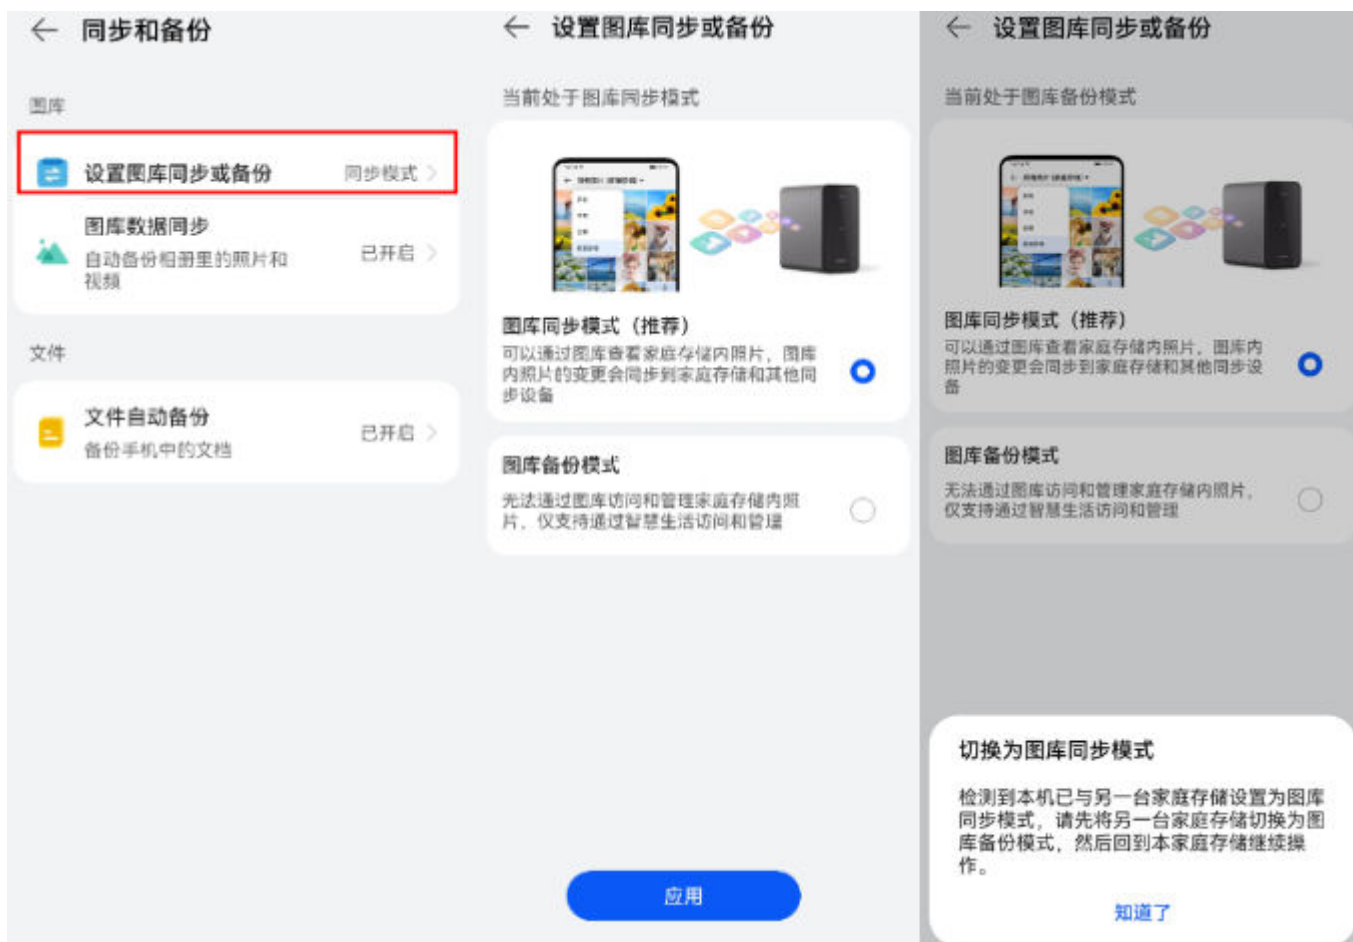 同步和备份
图库
设置图库同步或备份
同步模式
图库数据同步
自动备份相册里的照片和
视频
已开启
文件
文件自动备份
备份手机中的文档
已开启
设置图库同步或备份
当前处于图库同步模式
图库同步模式（推荐）
可以通过图库查看家庭存储内照片，图库
内照片的变更会同步到家庭存储和其他同
步设备
图库备份模式
无法通过图库访问和管理家庭存储内照
片，仅支持通过智慧生活访问和管理
应用
设置图库同步或备份
当前处于图库备份模式
图库同步模式（推荐）
可以通过图库查看家庭存储内照片，图库内
照片的变更会同步到家庭存储和其他同步设
备
图库备份模式
无法通过图库访问和管理家庭存储内照片，
仅支持通过智慧生活访问和管理
切换为图库同步模式
检测到本机已与另一台家庭存储设置为图库
同步模式，请先将另一台家庭存储切换为图
库备份模式，然后回到本家庭存储继续操
作。
知道了